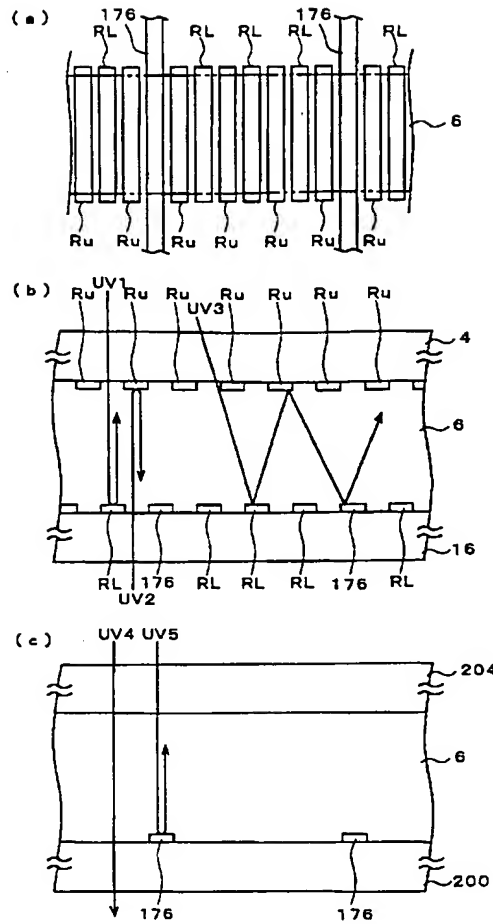 (a)
176 RL RL RL 176 RL
6
Ru Ru Ru Ru Ru Ru
(b)
UV1
Ru Ru Ru UV3 Ru Ru Ru Ru
4
6
16
RL 176 RL RL RL 176 RL
UV2
(c)
UV4 UV5
204
6
176 176 200